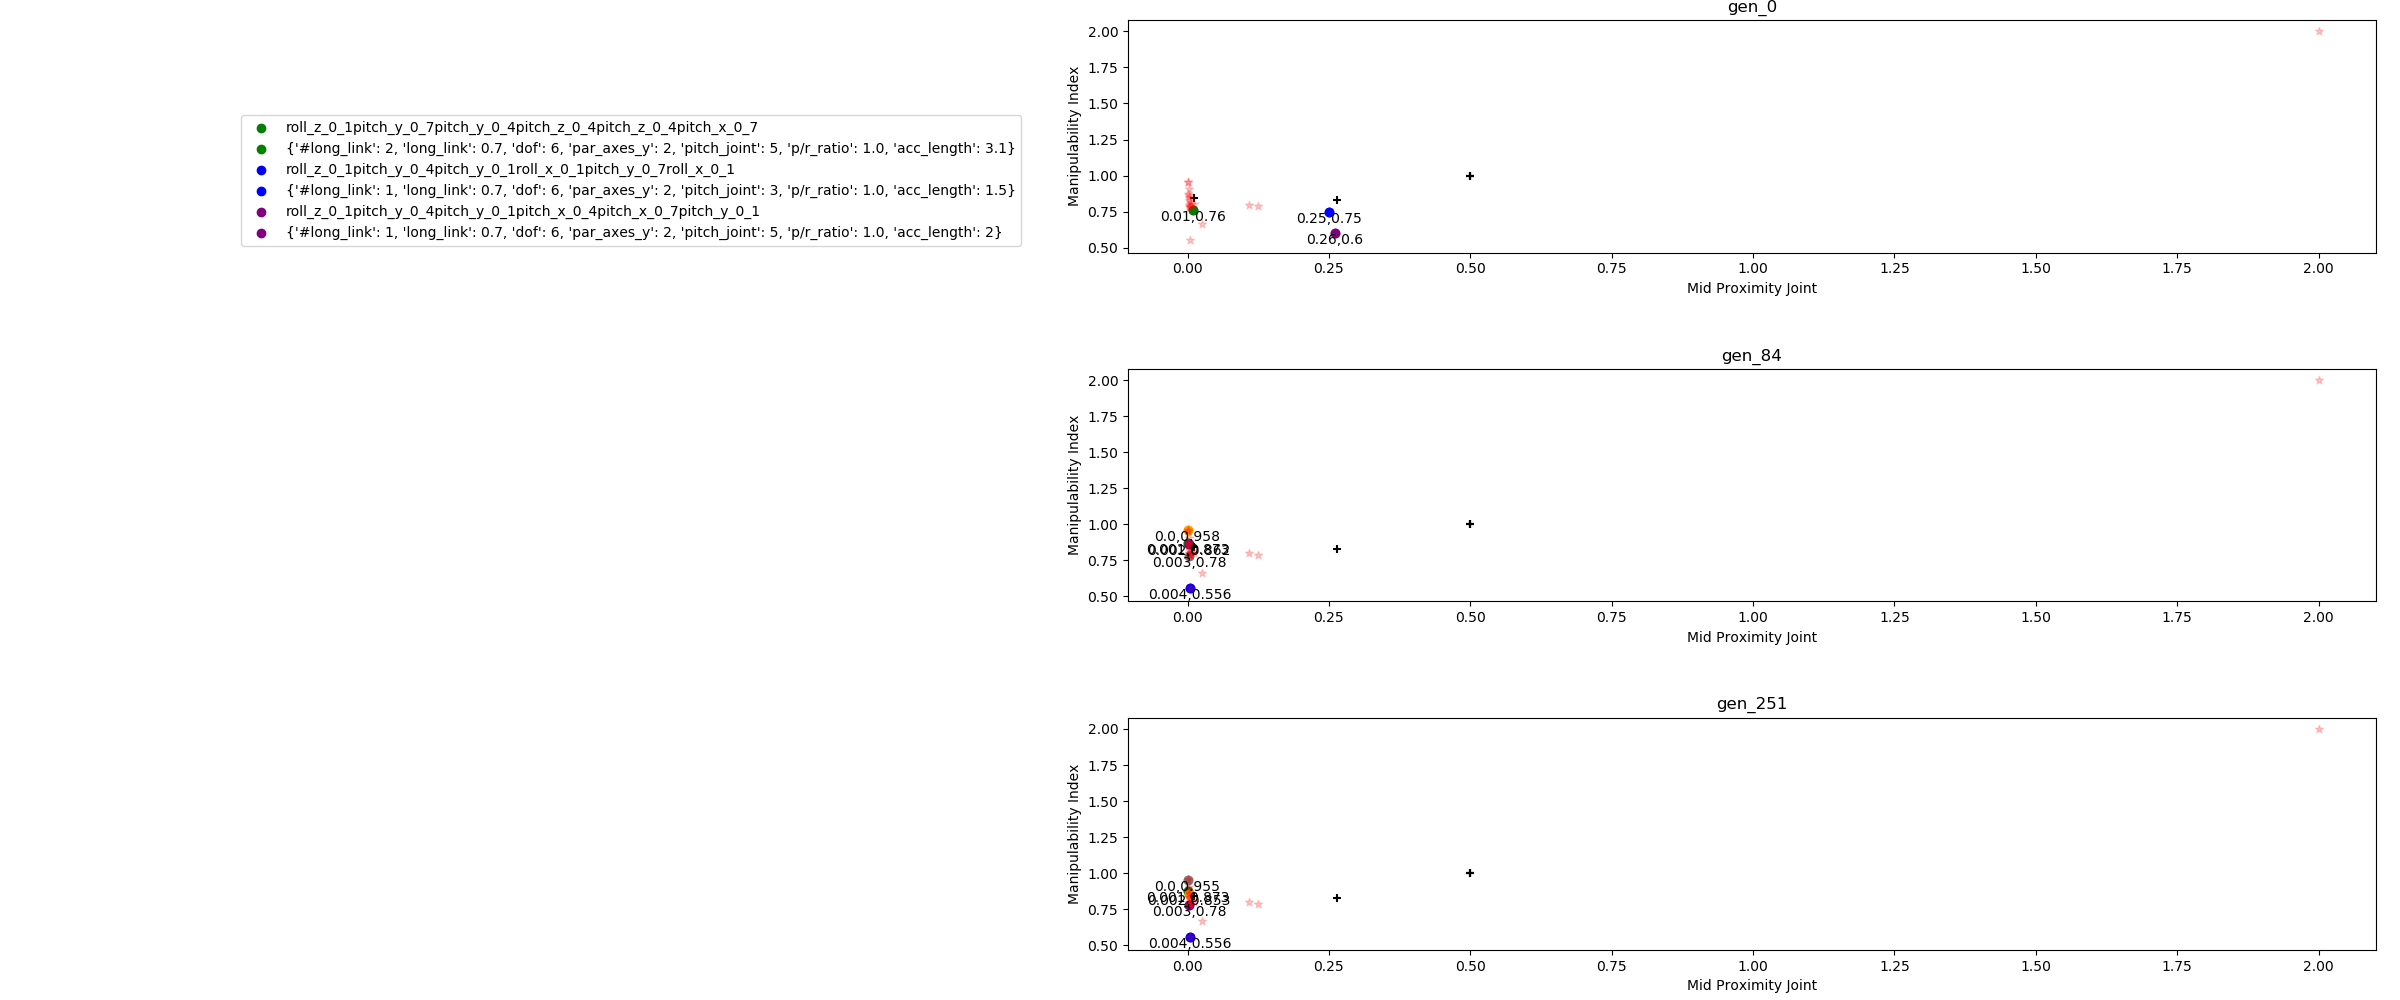 gen_0
2.00
1.75
1.50
1.25
1.00
0.75
0.50
Manipulability Index
0.01,0.76
0.25,0.75
0.26,0.6
0.00 0.25 0.50 0.75 1.00 1.25 1.50 1.75 2.00
Mid Proximity Joint
roll_z_0_1pitch_y_0_7pitch_y_0_4pitch_z_0_4pitch_z_0_4pitch_x_0_7
{'#long_link': 2, 'long_link': 0.7, 'dof': 6, 'par_axes_y': 2, 'pitch_joint': 5, 'p/r_ratio': 1.0, 'acc_length': 3.1}
roll_z_0_1pitch_y_0_4pitch_y_0_1roll_x_0_1pitch_y_0_7roll_x_0_1
{'#long_link': 1, 'long_link': 0.7, 'dof': 6, 'par_axes_y': 2, 'pitch_joint': 3, 'p/r_ratio': 1.0, 'acc_length': 1.5}
roll_z_0_1pitch_y_0_4pitch_y_0_1pitch_x_0_4pitch_x_0_7pitch_y_0_1
{'#long_link': 1, 'long_link': 0.7, 'dof': 6, 'par_axes_y': 2, 'pitch_joint': 5, 'p/r_ratio': 1.0, 'acc_length': 2}
gen_84
2.00
1.75
1.50
1.25
1.00
0.75
0.50
Manipulability Index
0.0,0.958
0.003,0.78
0.004,0.556
0.00 0.25 0.50 0.75 1.00 1.25 1.50 1.75 2.00
Mid Proximity Joint
gen_251
2.00
1.75
1.50
1.25
1.00
0.75
0.50
Manipulability Index
0.0,0.955
0.003,0.78
0.004,0.556
0.00 0.25 0.50 0.75 1.00 1.25 1.50 1.75 2.00
Mid Proximity Joint